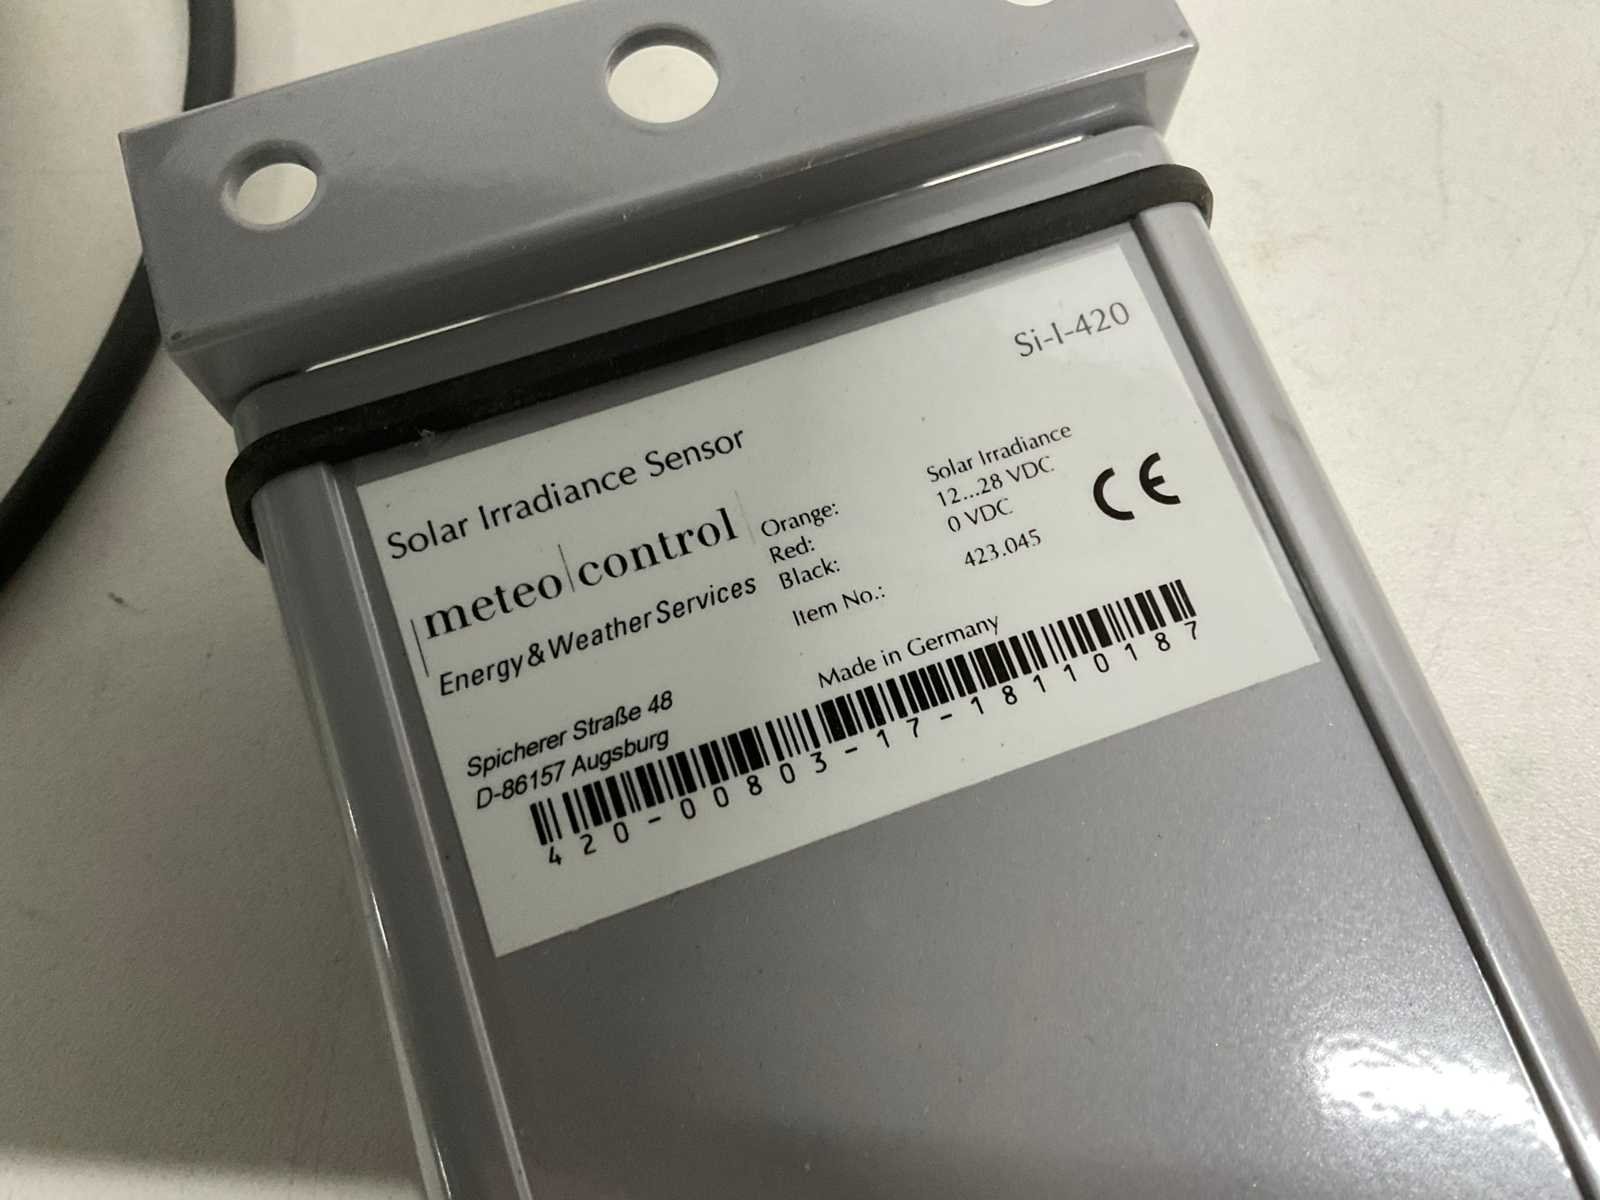 Si-I-420
Solar Irradiance Sensor
meteo|control
Energy & Weather Services
Orange: Solar Irradiance
Red: 12...28 VDC
Black: 0 VDC
Item No.: 423.045
CE
Spicherer Straße 48
D-86157 Augsburg
Made in Germany
420-00803-17-18110187